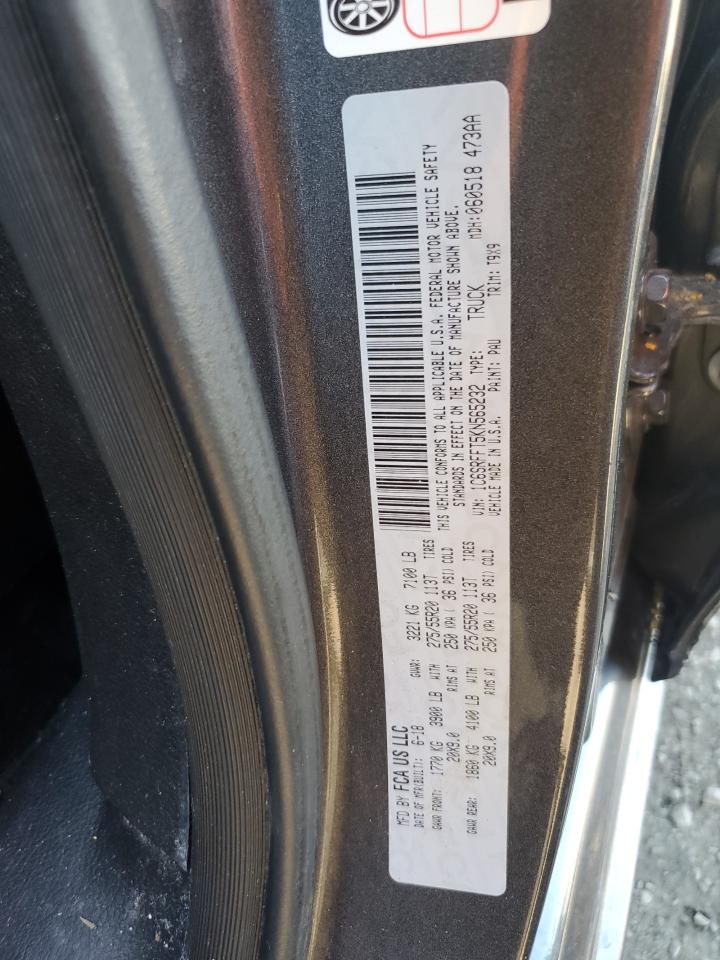 MFD BY FCA US LLC
DATE OF MFR(BUILT): 6-18 GVWR: 3221 KG 7100 LB
GAWR FRONT: 1770 KG 3900 LB WITH 275/55R20 113T TIRES
20X9.0 RIMS AT 250 KPA ( 36 PSI) COLD
GAWR REAR: 1860 KG 4100 LB WITH 275/55R20 113T TIRES
20X9.0 RIMS AT 250 KPA ( 36 PSI) COLD
THIS VEHICLE CONFORMS TO ALL APPLICABLE U.S.A. FEDERAL MOTOR VEHICLE SAFETY
STANDARDS IN EFFECT ON THE DATE OF MANUFACTURE SHOWN ABOVE.
VIN: 1C6SRFFT5KN565232 TYPE: TRUCK MDH:060518 473AA
VEHICLE MADE IN U.S.A. PAINT: PAU TRIM: T9X9